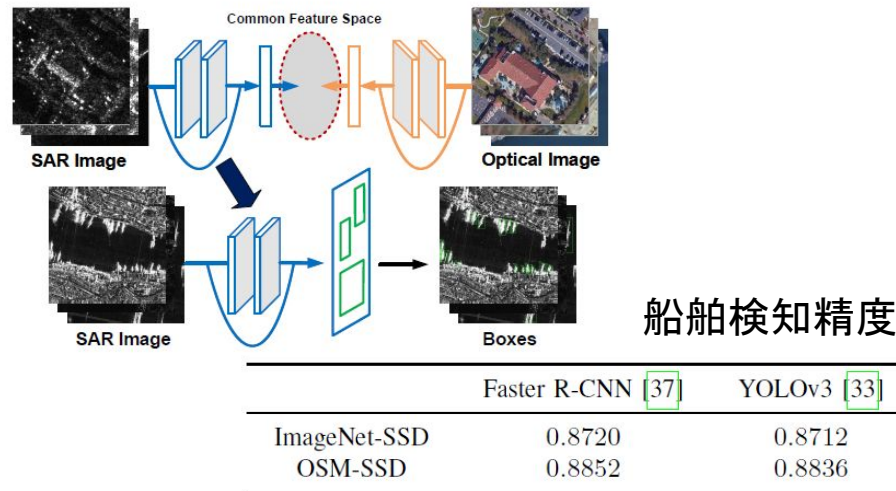 Common Feature Space
SAR Image
Optical Image
SAR Image
Boxes
船舶検知精度
Faster R-CNN [37] YOLOv3 [33]
ImageNet-SSD 0.8720 0.8712
OSM-SSD 0.8852 0.8836